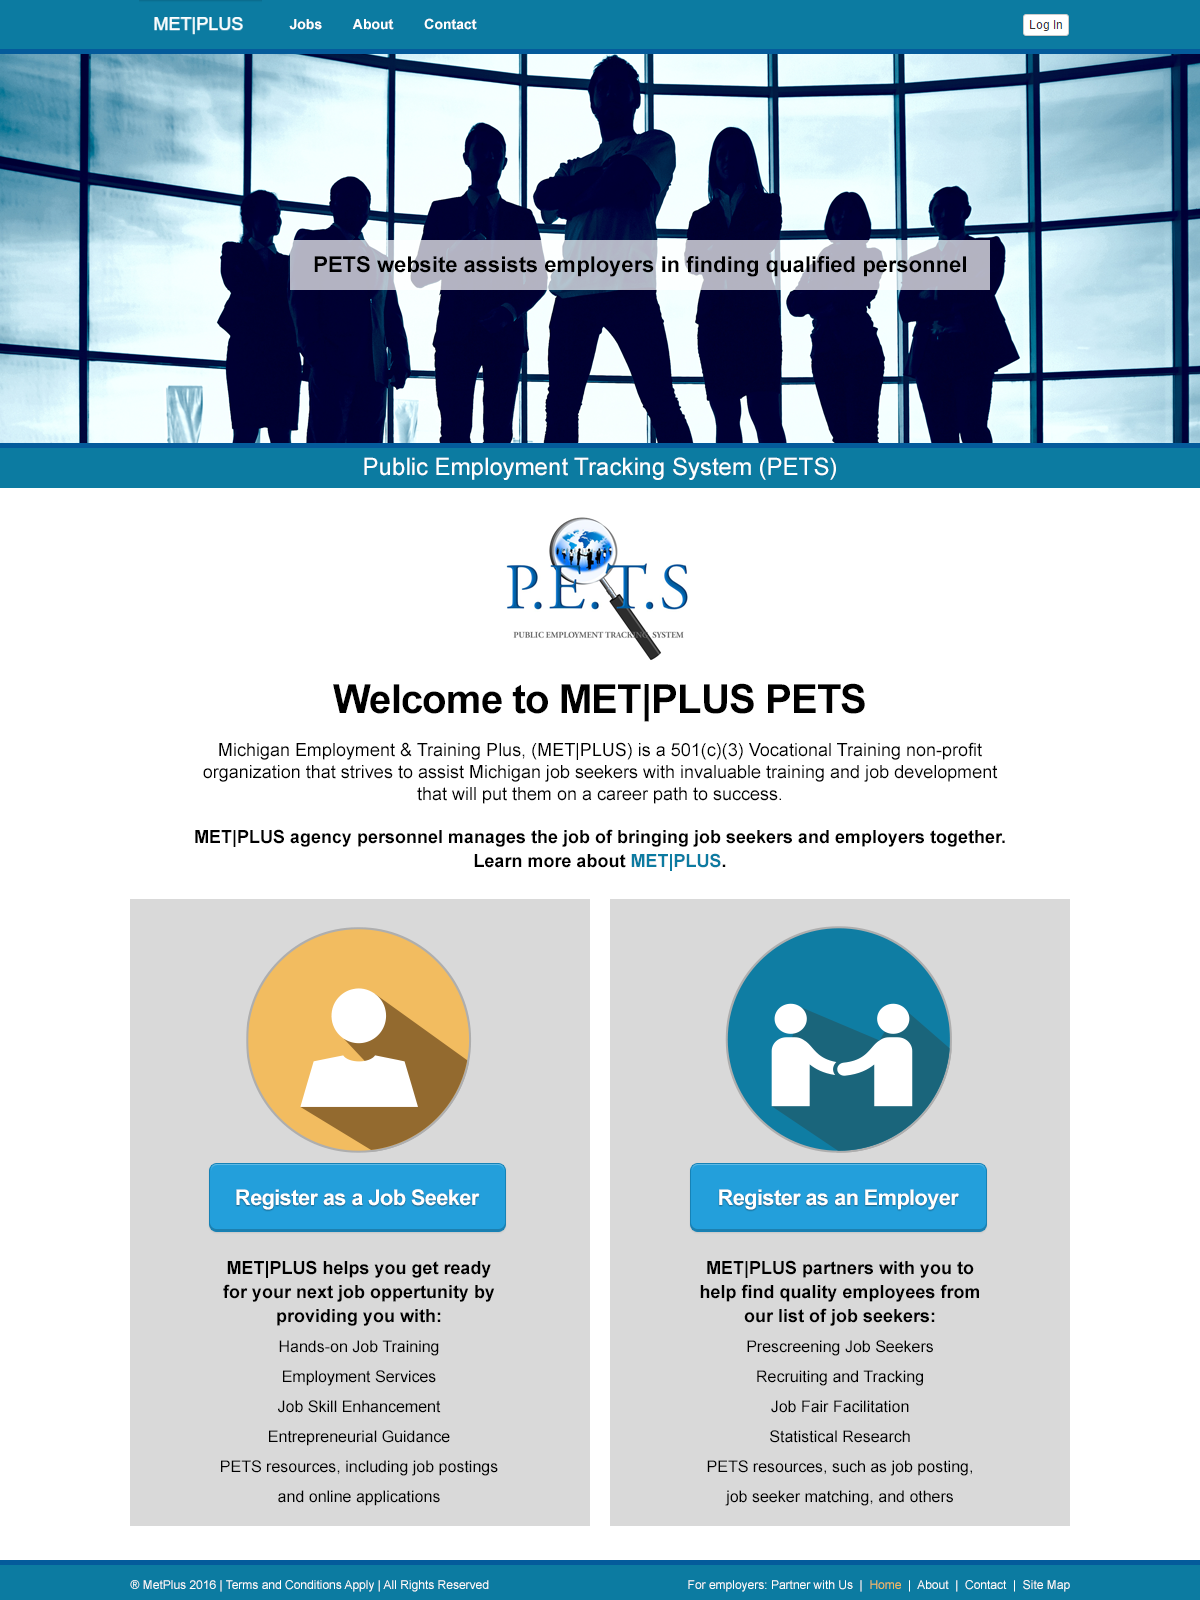 MET|PLUS Jobs About Contact Log In
PETS website assists employers in finding qualified personnel
Public Employment Tracking System (PETS)
P.E.T.S
PUBLIC EMPLOYMENT TRACKING SYSTEM
Welcome to MET|PLUS PETS
Michigan Employment & Training Plus, (MET|PLUS) is a 501(c)(3) Vocational Training non-profit
organization that strives to assist Michigan job seekers with invaluable training and job development
that will put them on a career path to success.
MET|PLUS agency personnel manages the job of bringing job seekers and employers together.
Learn more about MET|PLUS.
Register as a Job Seeker
MET|PLUS helps you get ready
for your next job oppertunity by
providing you with:
Hands-on Job Training
Employment Services
Job Skill Enhancement
Entrepreneurial Guidance
PETS resources, including job postings
and online applications
Register as an Employer
MET|PLUS partners with you to
help find quality employees from
our list of job seekers:
Prescreening Job Seekers
Recruiting and Tracking
Job Fair Facilitation
Statistical Research
PETS resources, such as job posting,
job seeker matching, and others
® MetPlus 2016 | Terms and Conditions Apply | All Rights Reserved
For employers: Partner with Us | Home | About | Contact | Site Map